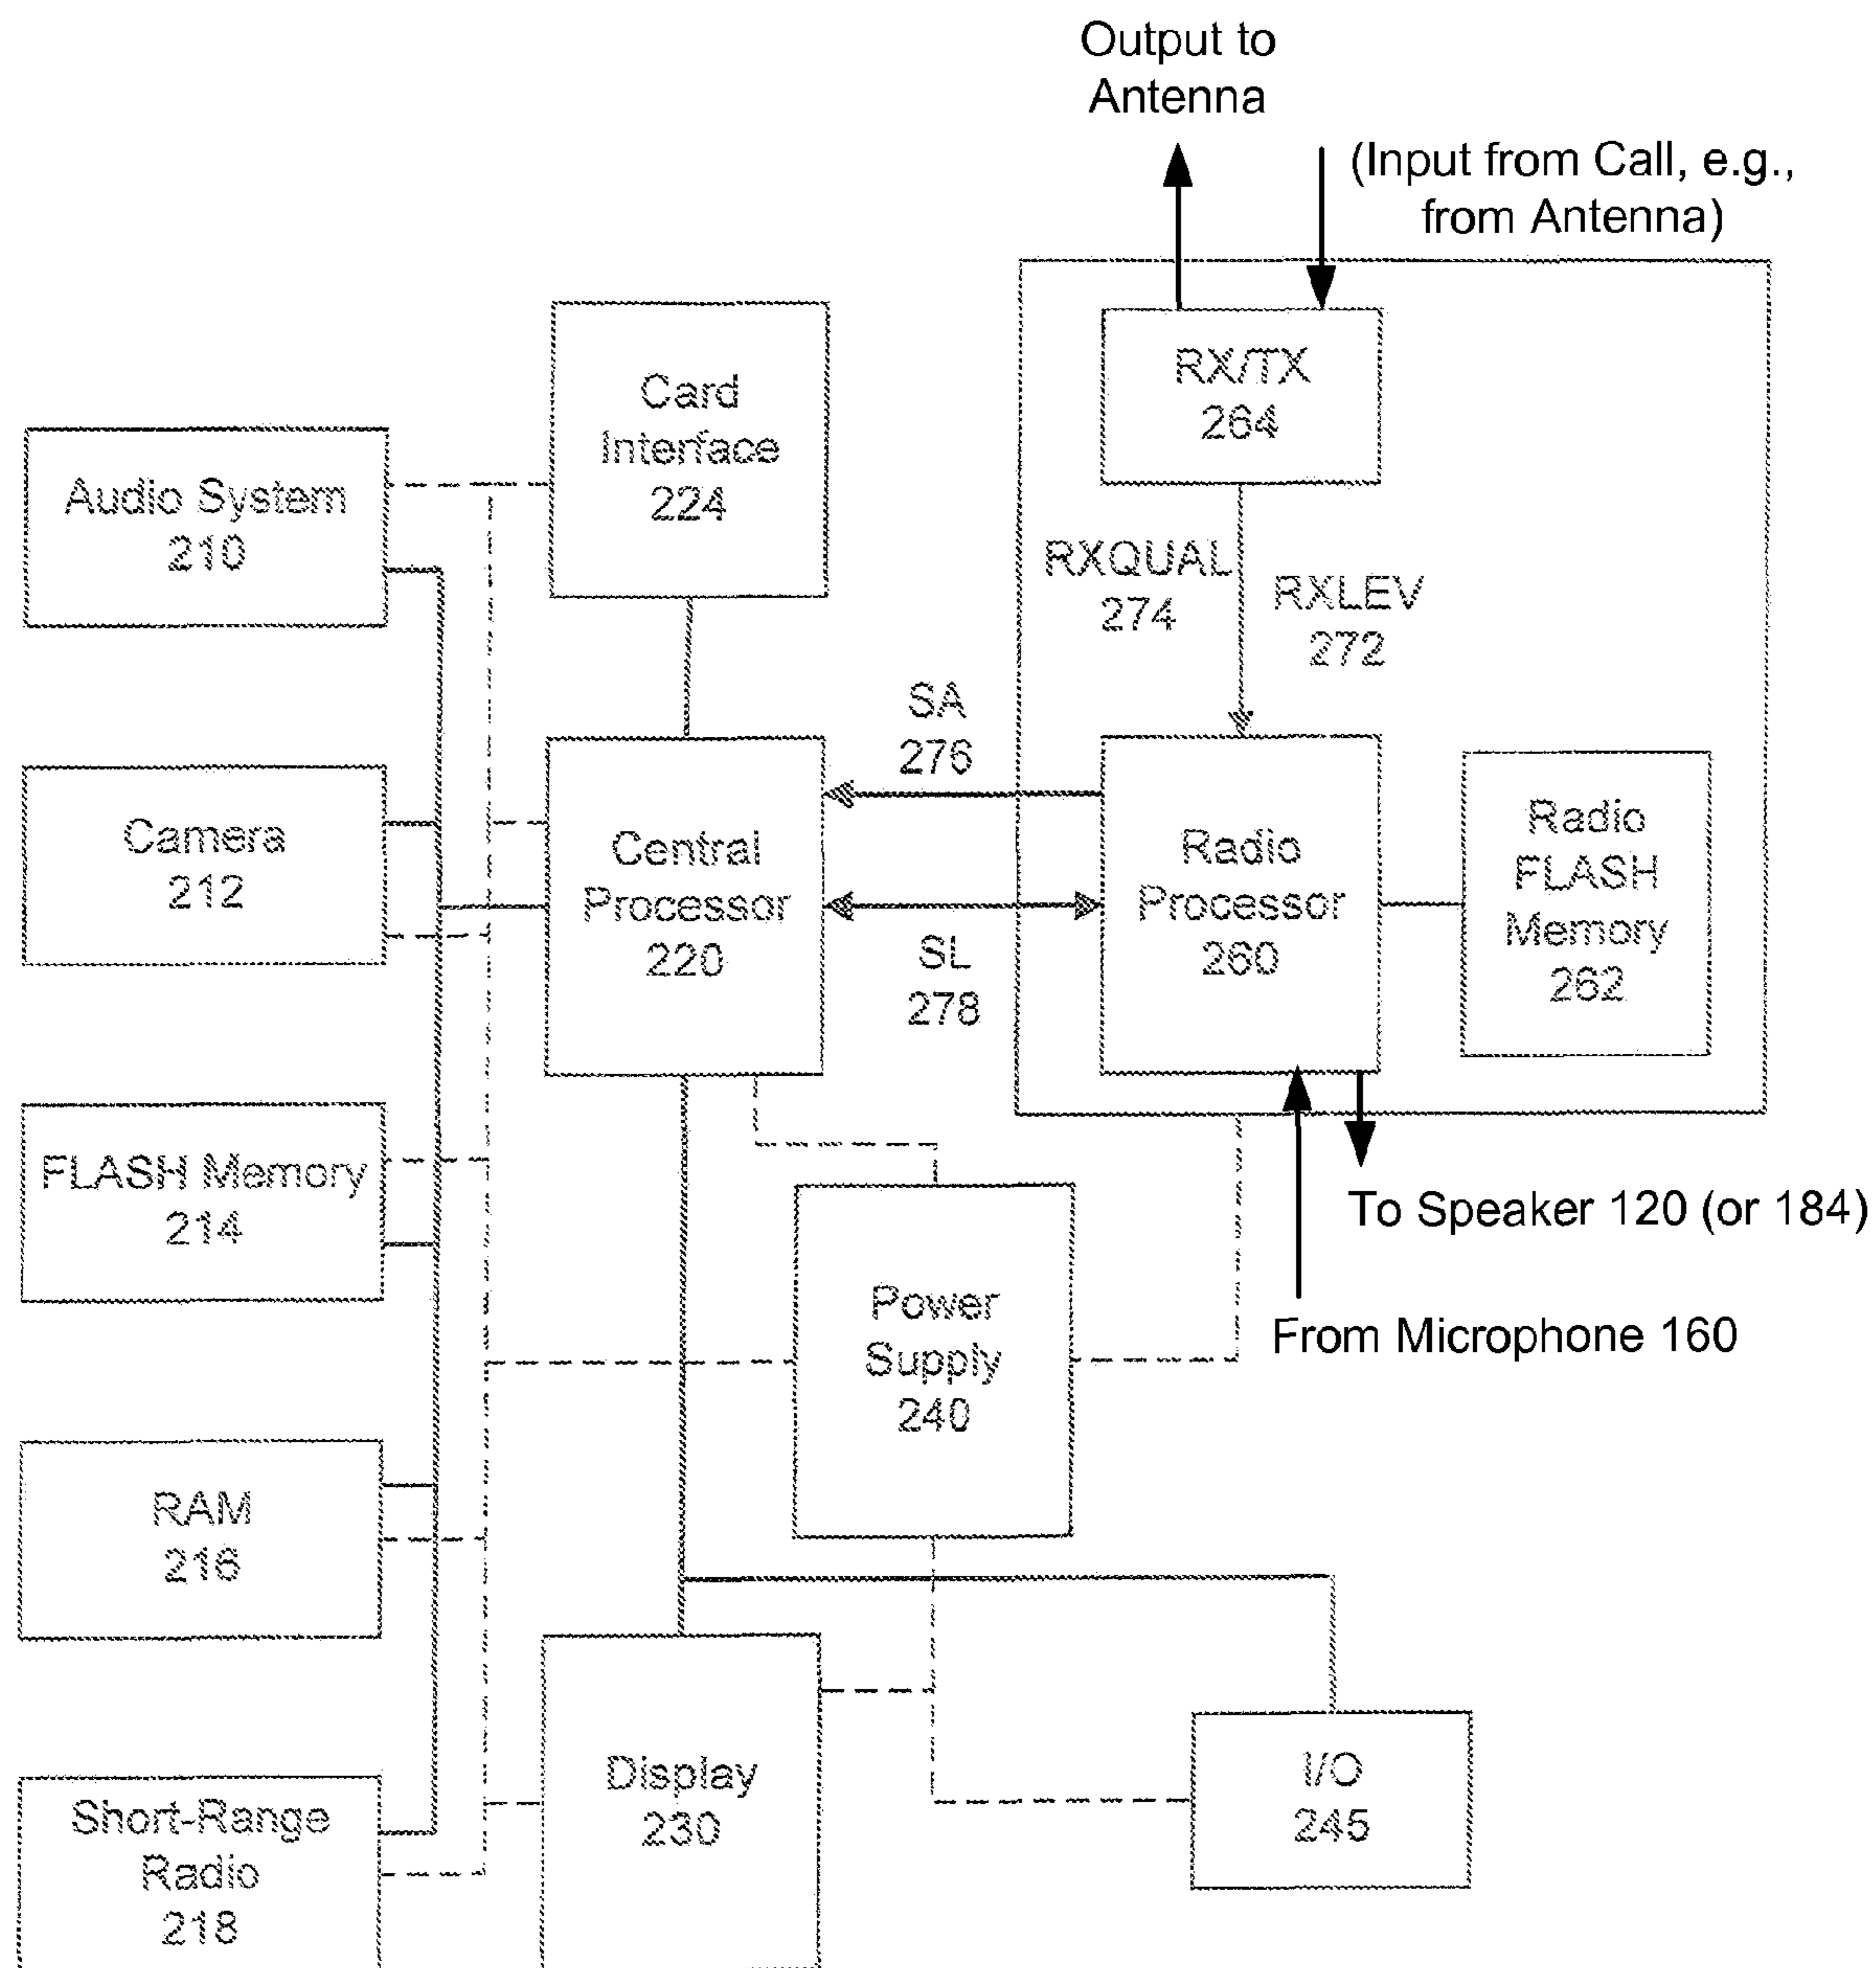 Output to
Antenna
(Input from Call, e.g.,
from Antenna)
RX/TX
264
Card
Interface
224
Audio System
210
RXQUAL
274
RXLEV
272
SA
276
Camera
212
Central
Processor
220
SL
278
Radio
Processor
260
Radio
FLASH
Memory
262
FLASH Memory
214
To Speaker 120 (or 184)
Power
Supply
240
From Microphone 160
RAM
216
Display
230
I/O
245
Short-Range
Radio
218